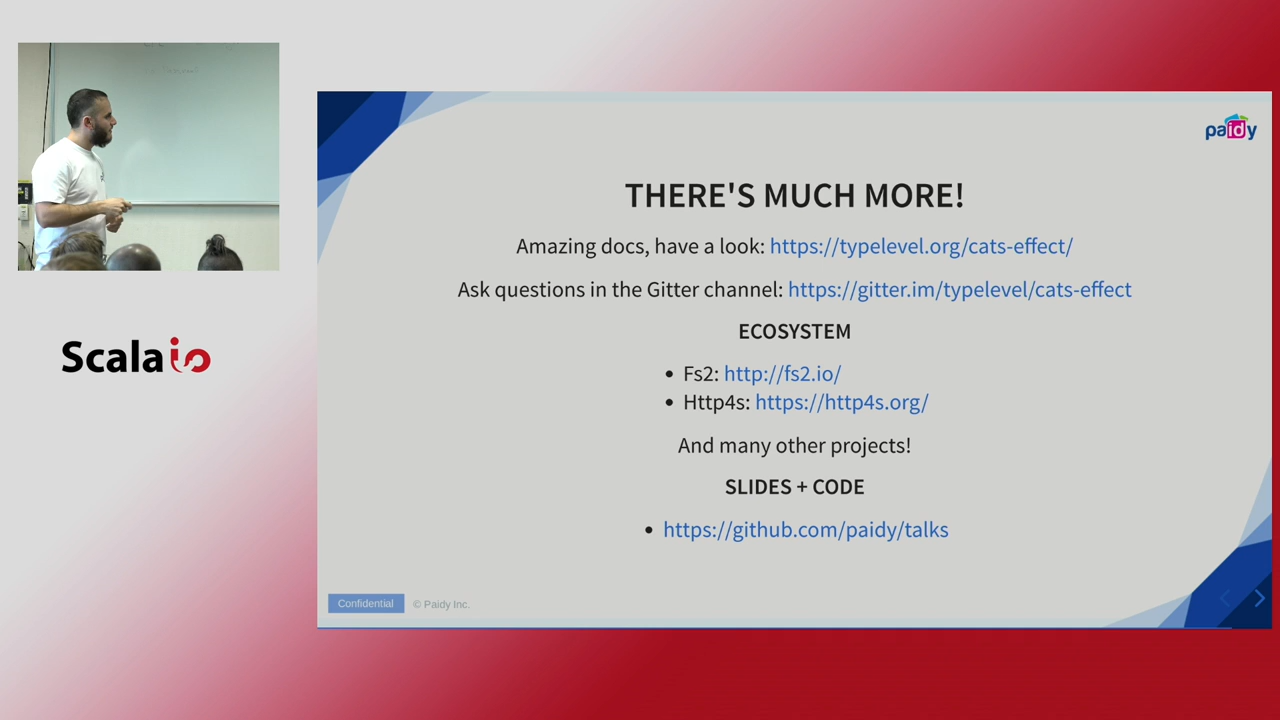 paidy
THERE'S MUCH MORE!
Amazing docs, have a look: https://typelevel.org/cats-effect/
Ask questions in the Gitter channel: https://gitter.im/typelevel/cats-effect
ECOSYSTEM
• Fs2: http://fs2.io/
• Http4s: https://http4s.org/
And many other projects!
SLIDES + CODE
• https://github.com/paidy/talks
Confidential
© Paidy Inc.
Scala io